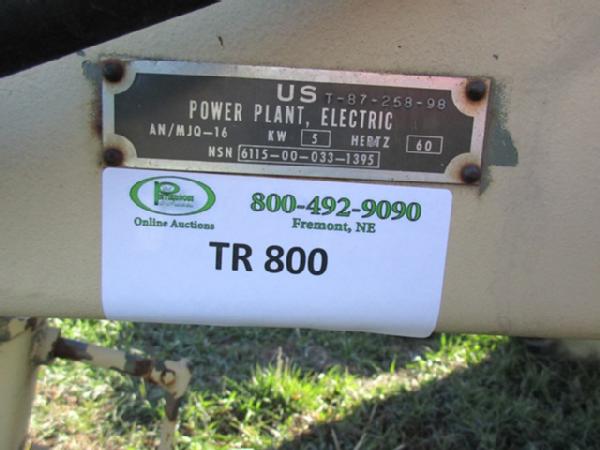 US T-87-258-98
POWER PLANT, ELECTRIC
AN/MJQ-16 KW 5 HERTZ 60
NSN 6115-00-033-1395
800-492-9090
Online Auctions Fremont, NE
TR 800